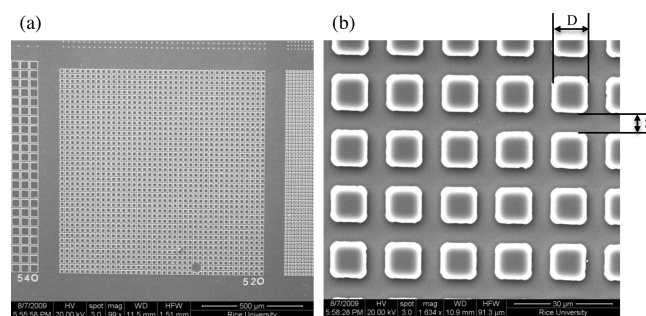 (a)
(b)
D
540
520
8/7/2009 HV spot mag WD HFW 500 µm
5:55:58 PM 20.00 kV 3.0 99 x 11.5 mm 1.51 mm Rice University
8/7/2009 HV spot mag WD HFW 30 µm
5:58:28 PM 20.00 kV 3.0 1 634 x 10.9 mm 91.3 µm Rice University